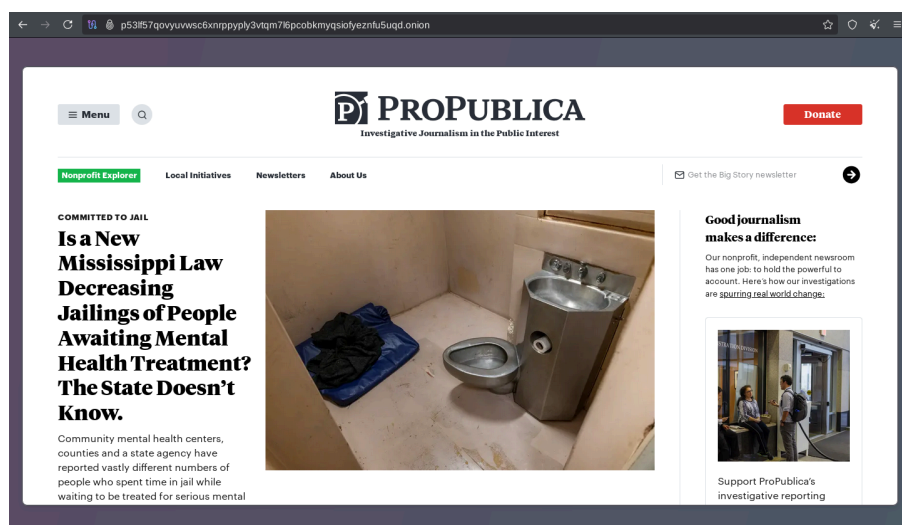 p53lf57qovyuvwsc6xnrppyply3vtqm7l6pcobkmyqsiofyeznfu5uqd.onion
Menu
PROPUBLICA
Investigative Journalism in the Public Interest
Donate
Nonprofit Explorer
Local Initiatives
Newsletters
About Us
Get the Big Story newsletter
COMMITTED TO JAIL
Is a New
Mississippi Law
Decreasing
Jailings of People
Awaiting Mental
Health Treatment?
The State Doesn’t
Know.
Community mental health centers,
counties and a state agency have
reported vastly different numbers of
people who spent time in jail while
waiting to be treated for serious mental
Good journalism
makes a difference:
Our nonprofit, independent newsroom
has one job: to hold the powerful to
account. Here’s how our investigations
are spurring real world change:
Support ProPublica’s
investigative reporting